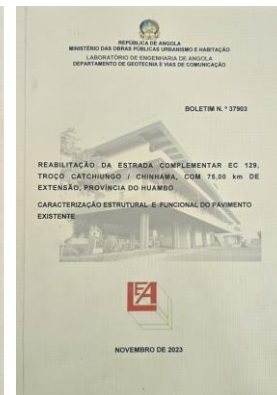 REPÚBLICA DE ANGOLA
MINISTÉRIO DAS OBRAS PÚBLICAS URBANISMO E HABITAÇÃO
LABORATÓRIO DE ENGENHARIA DE ANGOLA
DEPARTAMENTO DE GEOTECNIA E VIAS DE COMUNICAÇÃO
BOLETIM N. º 37903
REABILITAÇÃO DA ESTRADA COMPLEMENTAR EC 129,
TROÇO CATCHIUNGO / CHINHAMA, COM 75,00 km DE
EXTENSÃO, PROVÍNCIA DO HUAMBO
CARACTERIZAÇÃO ESTRUTURAL E FUNCIONAL DO PAVIMENTO
EXISTENTE
LEA
NOVEMBRO DE 2023